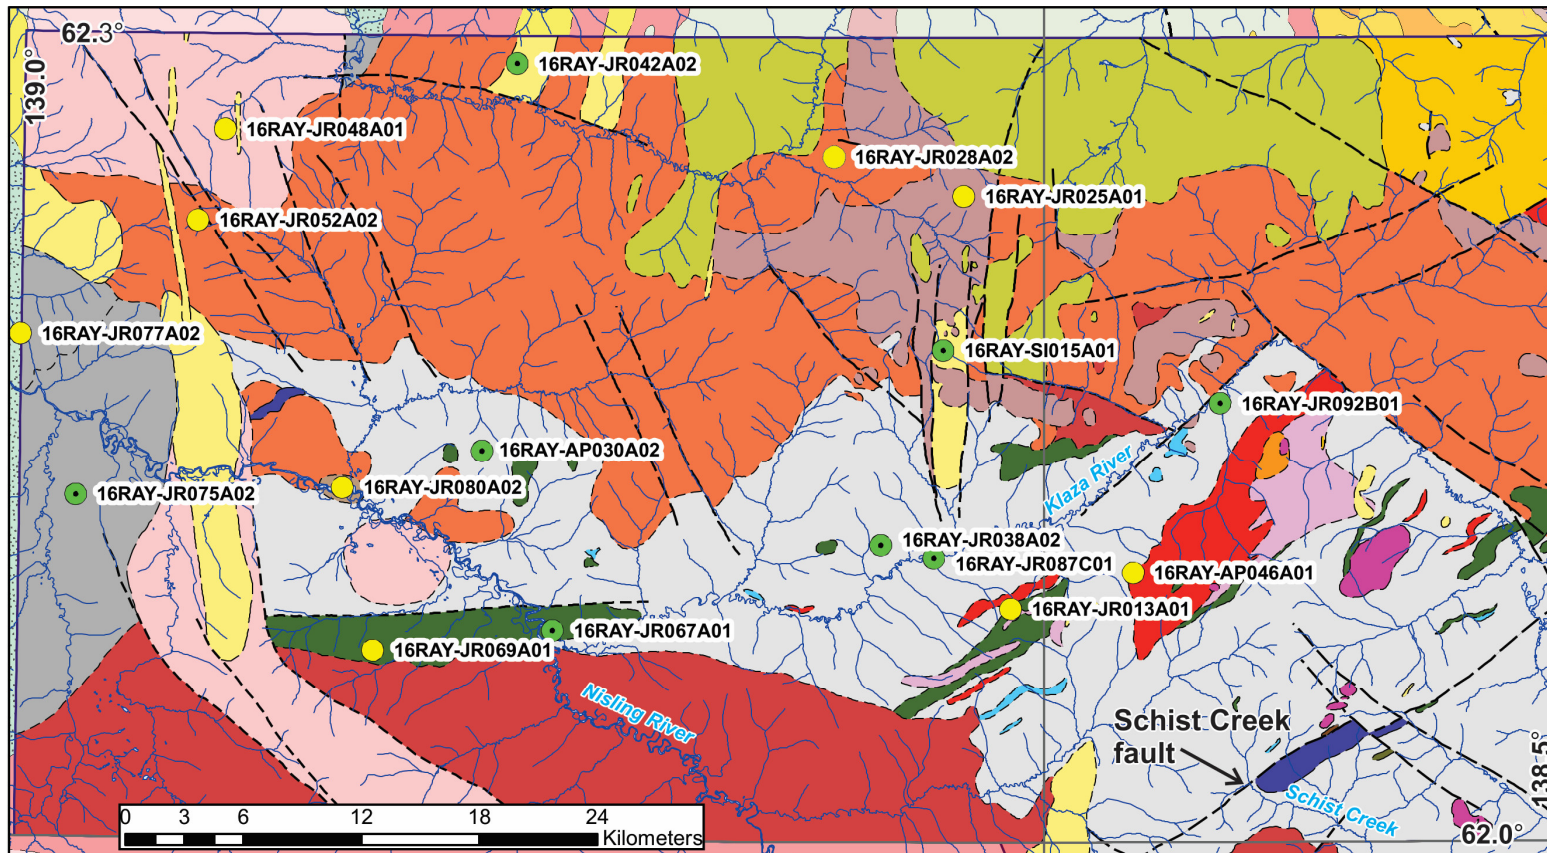 62.3°
139.0°
16RAY-JR042A02
16RAY-JR048A01
16RAY-JR028A02
16RAY-JR025A01
16RAY-JR052A02
16RAY-JR077A02
16RAY-SI015A01
16RAY-JR092B01
16RAY-AP030A02
Klaza River
16RAY-JR080A02
16RAY-JR075A02
16RAY-JR038A02
16RAY-JR087C01
16RAY-AP046A01
16RAY-JR013A01
16RAY-JR067A01
16RAY-JR069A01
Nisling River
Schist Creek
fault
138.5°
Schist Creek
0 3 6 12 18 24
Kilometers
62.0°